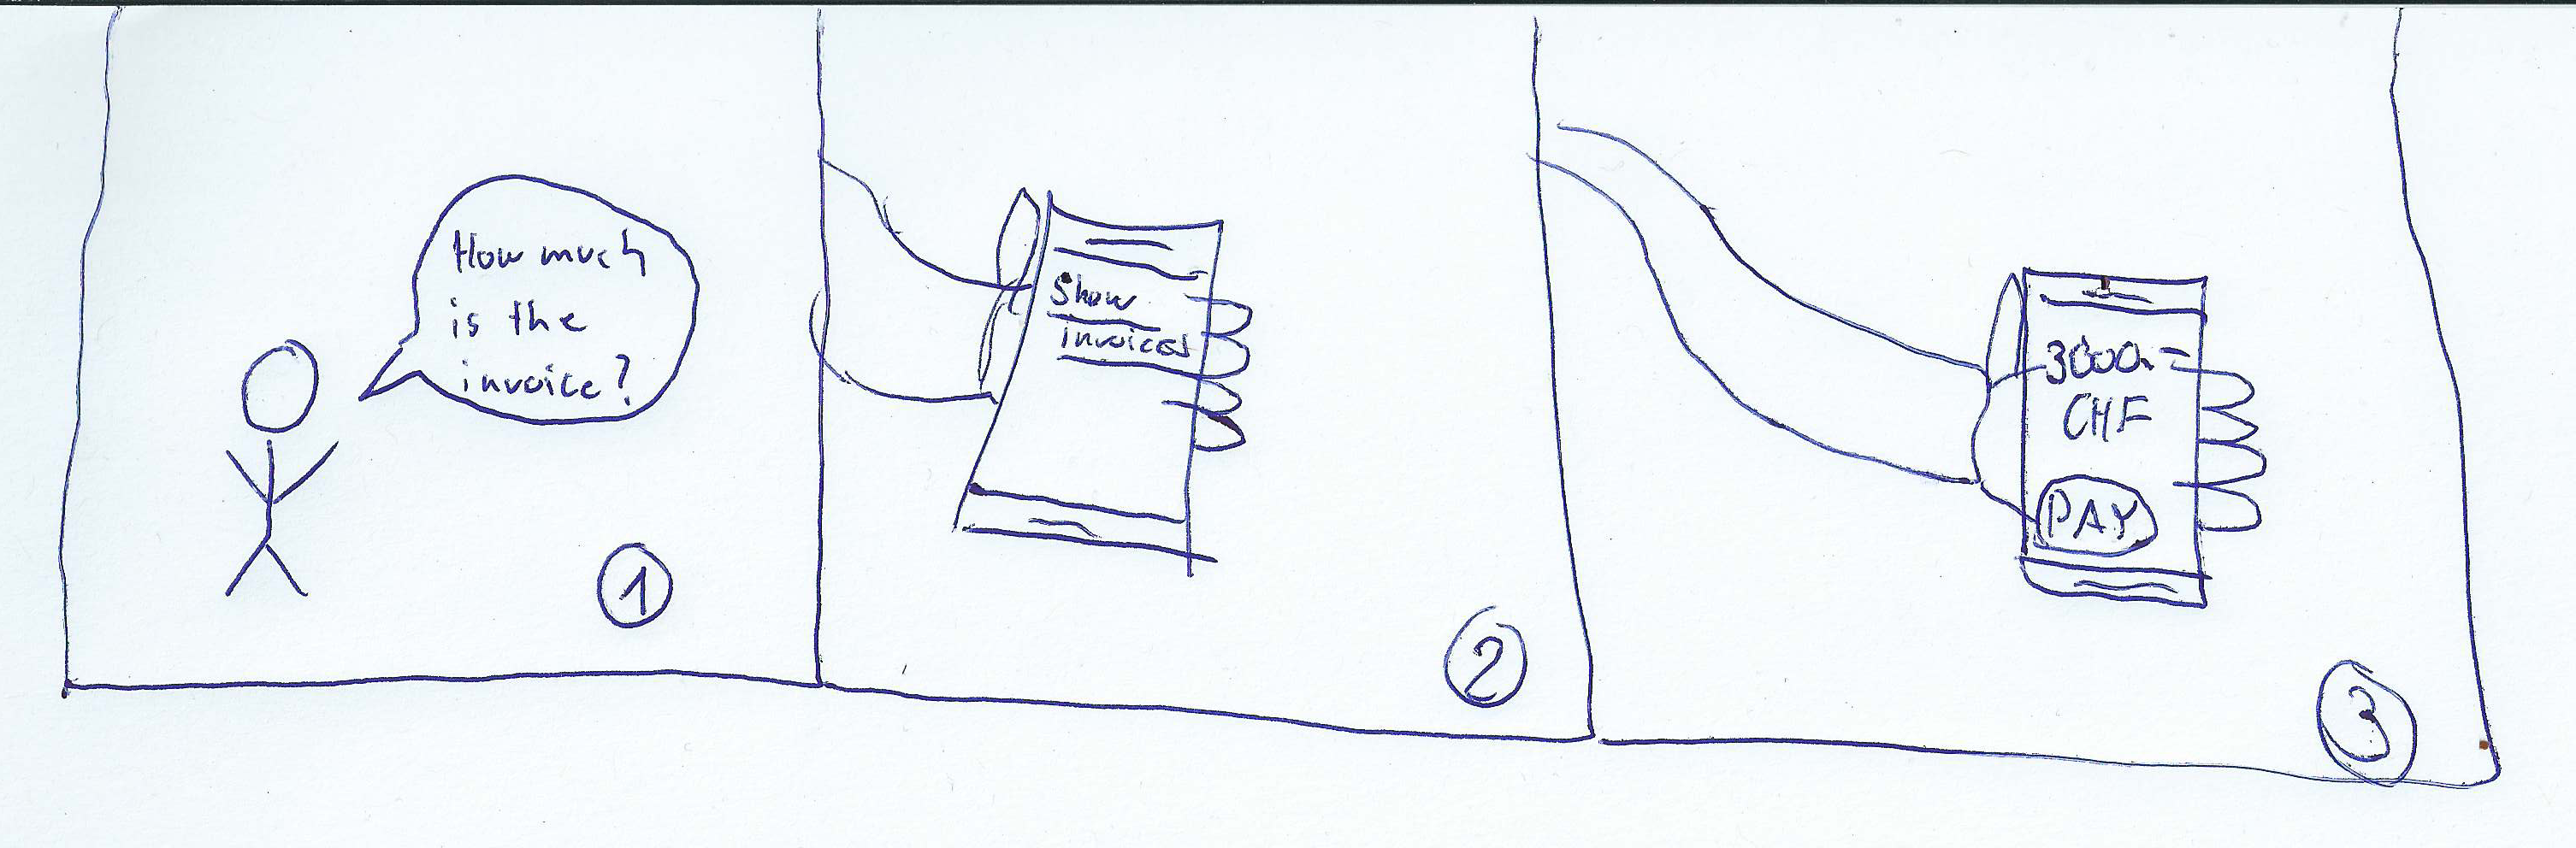 How much
is the
invoice?
1
Show
invoices
2
3000.-
CHF
PAY
3